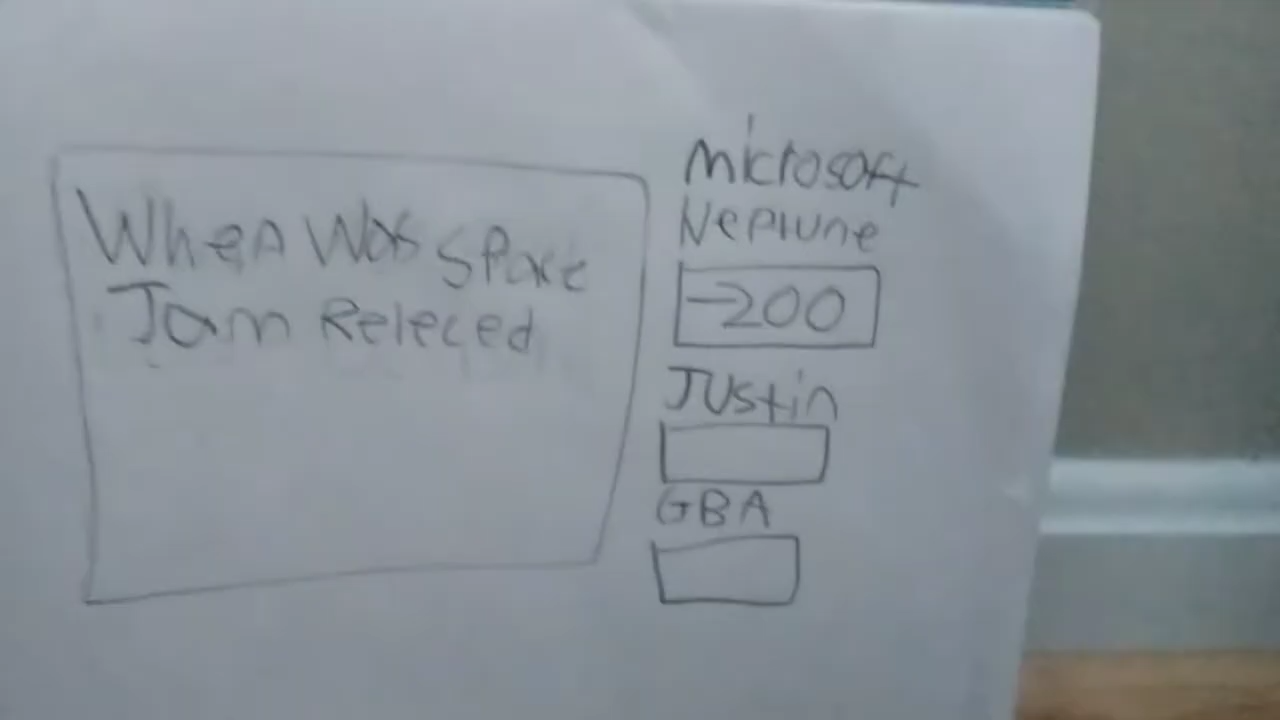 When Was Space
Jam Releced
Microsoft
Neptune
-200
Justin
GBA